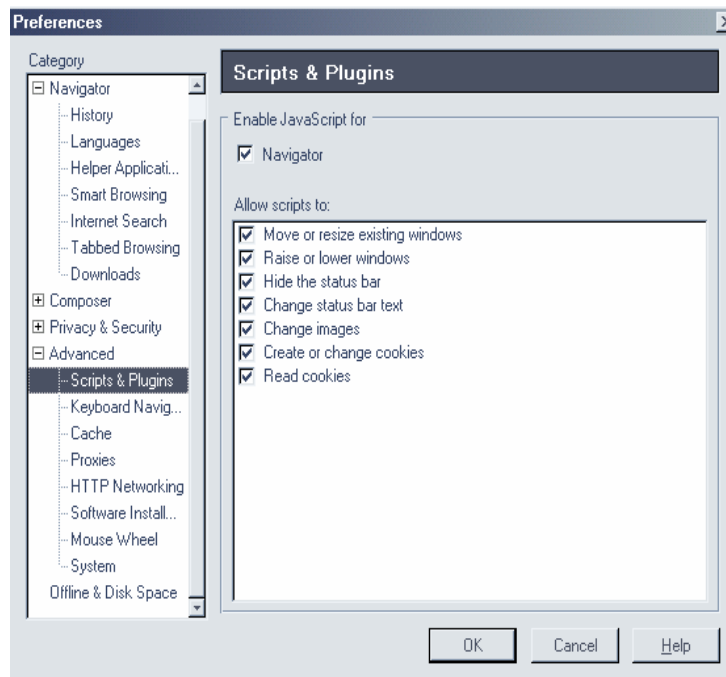 Preferences
Category
Navigator
History
Languages
Helper Applicati...
Smart Browsing
Internet Search
Tabbed Browsing
Downloads
Composer
Privacy & Security
Advanced
Scripts & Plugins
Keyboard Navig...
Cache
Proxies
HTTP Networking
Software Install...
Mouse Wheel
System
Offline & Disk Space
Scripts & Plugins
Enable JavaScript for
Navigator
Allow scripts to:
Move or resize existing windows
Raise or lower windows
Hide the status bar
Change status bar text
Change images
Create or change cookies
Read cookies
OK Cancel Help